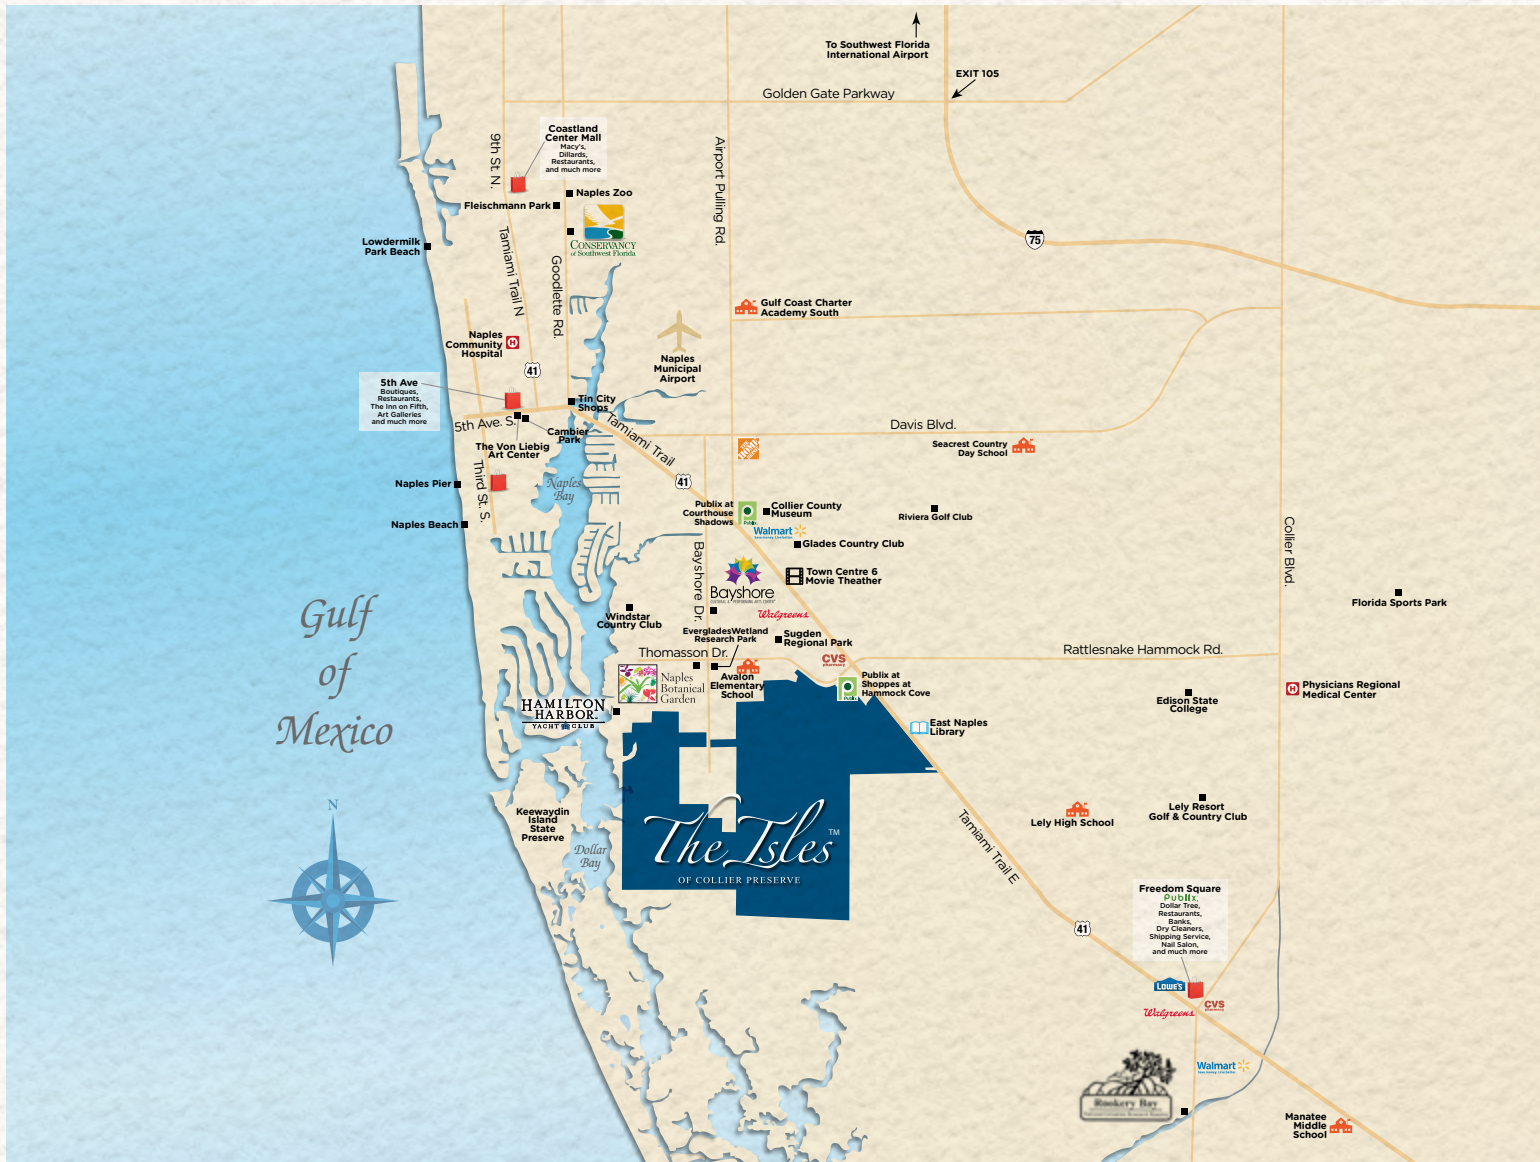 To Southwest Florida
International Airport
EXIT 105
Golden Gate Parkway
Coastland
Center Mall
Macy's,
Dillards,
Restaurants,
and much more
9th St. N.
Airport Pulling Rd.
Naples Zoo
Fleischmann Park
CONSERVANCY
of Southwest Florida
Lowdermilk
Park Beach
75
Tamiami Trail N
Goodlette Rd.
Gulf Coast Charter
Academy South
Naples
Community
Hospital
H
41
Naples
Municipal
Airport
5th Ave
Boutiques,
Restaurants,
The Inn on Fifth,
Art Galleries
and much more
Tin City
Shops
5th Ave. S.
Cambier
Park
Tamiami Trail
Davis Blvd.
The Von Liebig
Art Center
Seacrest Country
Day School
Third St. S.
Naples Pier
Naples
Bay
41
Naples Beach
Publix at
Courthouse
Shadows
Publix
Collier County
Museum
Riviera Golf Club
Walmart
Glades Country Club
Collier Blvd.
Bayshore Dr.
Bayshore
Town Centre 6
Movie Theather
Gulf
of
Mexico
Windstar
Country Club
Walgreens
Florida Sports Park
EvergladesWetland
Research Park
Sugden
Regional Park
Thomasson Dr.
CVS
pharmacy
Rattlesnake Hammock Rd.
Naples
Botanical
Garden
Avalon
Elementary
School
Publix at
Shoppes at
Hammock Cove
Publix
H
Physicians Regional
Medical Center
Edison State
College
HAMILTON
HARBOR
YACHT CLUB
East Naples
Library
N
Keewaydin
Island
State
Preserve
The Isles™
OF COLLIER PRESERVE
Lely High School
Lely Resort
Golf & Country Club
Dollar
Bay
Tamiami Trail E
Freedom Square
Publix,
Dollar Tree,
Restaurants,
Banks,
Dry Cleaners,
Shipping Service,
Nail Salon,
and much more
41
LOWE'S
CVS
pharmacy
Walgreens
Walmart
Rookery Bay
Manatee
Middle
School